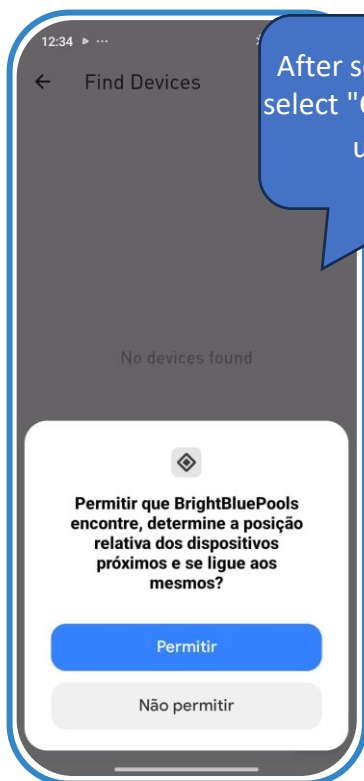 12:34
Find Devices
After
select
No devices found
Permitir que BrightBluePools
encontre, determine a posição
relativa dos dispositivos
próximos e se ligue aos
mesmos?
Permitir
Não permitir